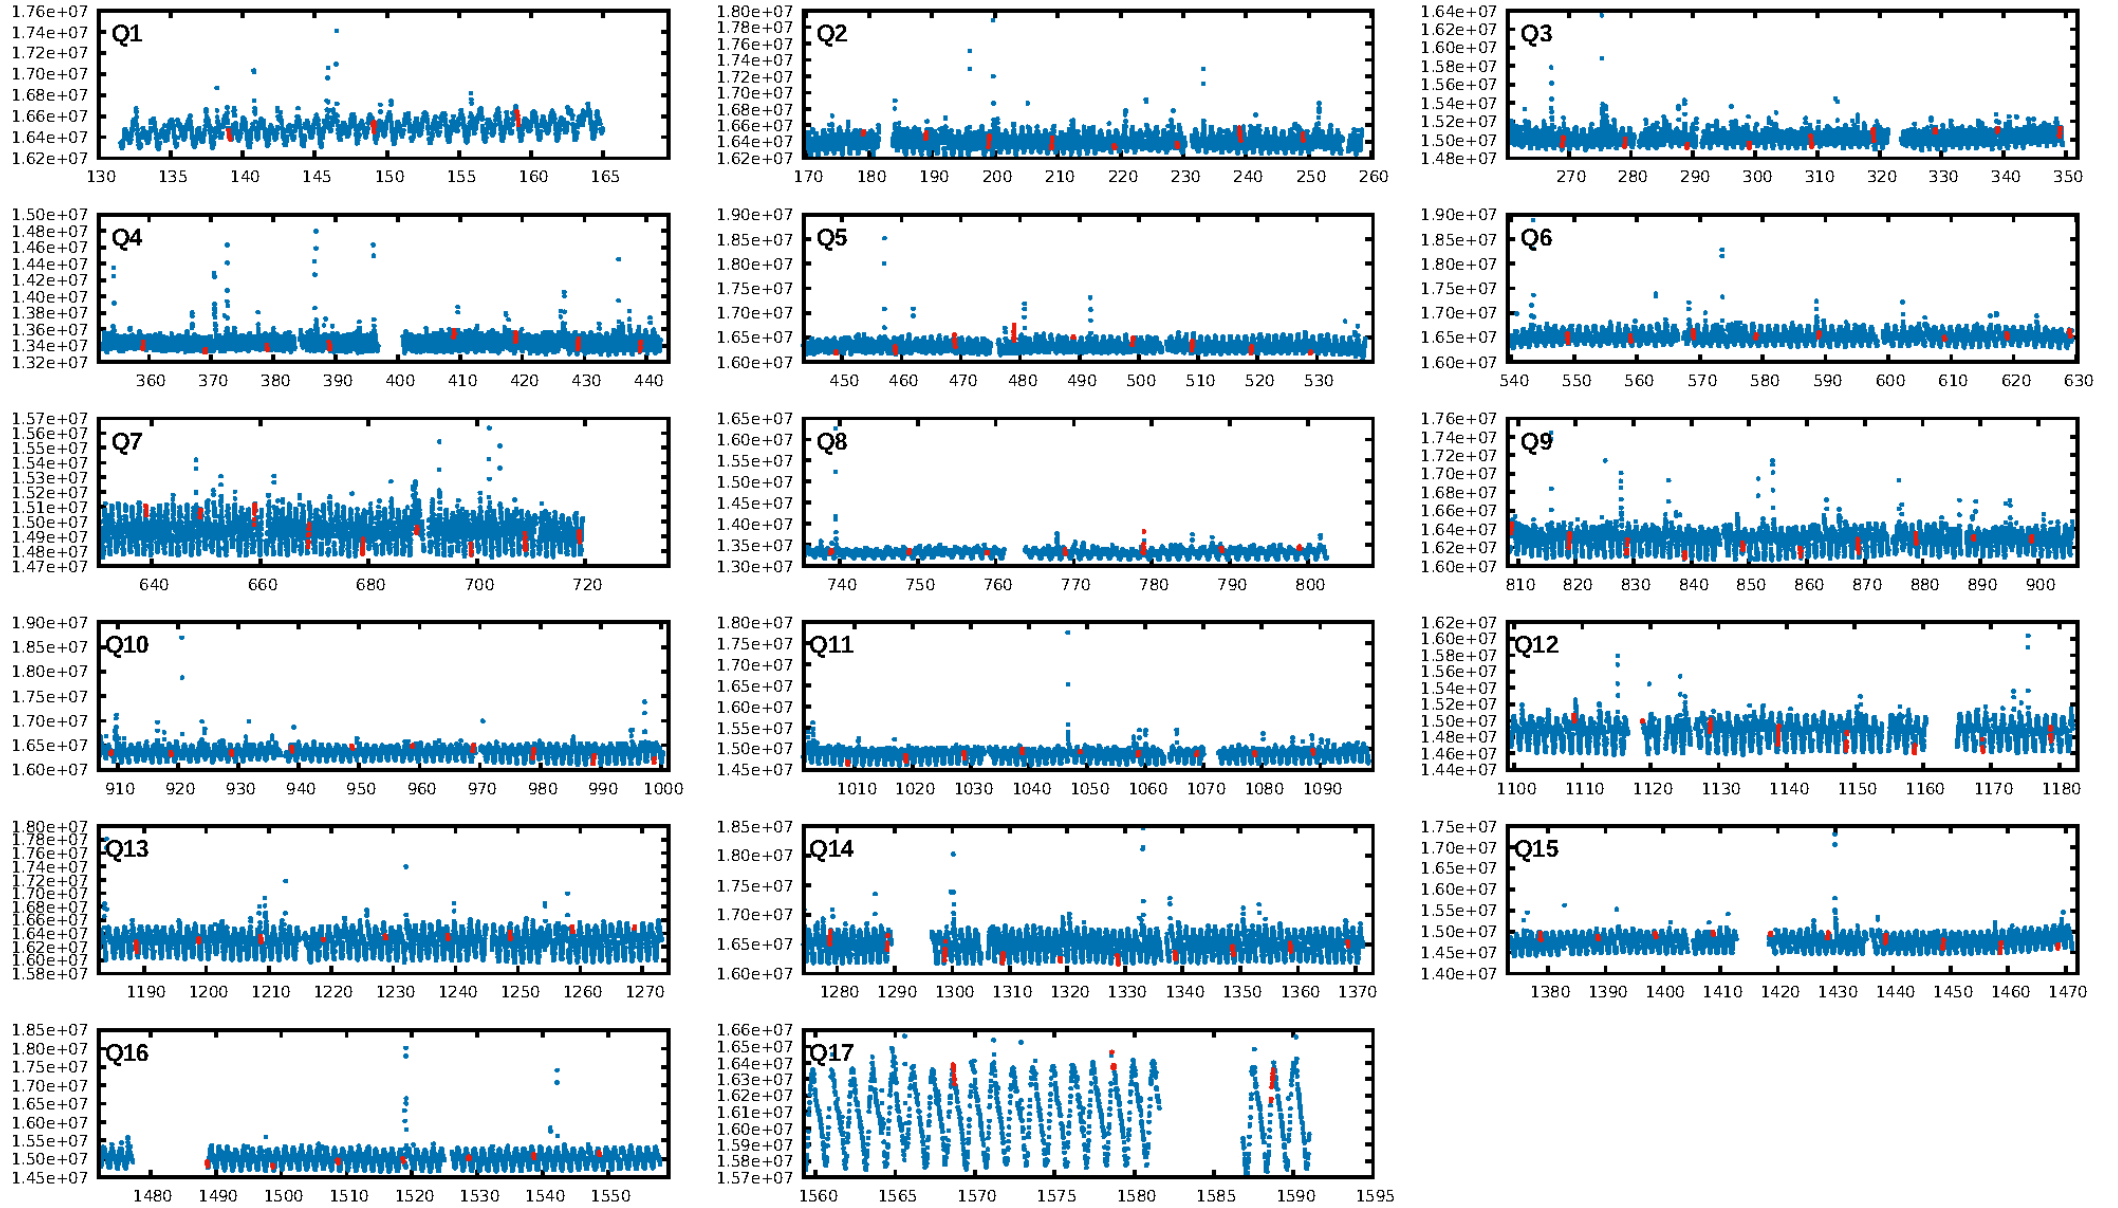 1.76e+07
1.74e+07
1.72e+07
1.70e+07
1.68e+07
1.66e+07
1.64e+07
1.62e+07
Q1
130 135 140 145 150 155 160 165
1.80e+07
1.78e+07
1.76e+07
1.74e+07
1.72e+07
1.70e+07
1.68e+07
1.66e+07
1.64e+07
1.62e+07
Q2
170 180 190 200 210 220 230 240 250 260
1.64e+07
1.62e+07
1.60e+07
1.58e+07
1.56e+07
1.54e+07
1.52e+07
1.50e+07
1.48e+07
Q3
270 280 290 300 310 320 330 340 350
1.50e+07
1.48e+07
1.46e+07
1.44e+07
1.42e+07
1.40e+07
1.38e+07
1.36e+07
1.34e+07
1.32e+07
Q4
360 370 380 390 400 410 420 430 440
1.90e+07
1.85e+07
1.80e+07
1.75e+07
1.70e+07
1.65e+07
1.60e+07
Q5
450 460 470 480 490 500 510 520 530
1.90e+07
1.85e+07
1.80e+07
1.75e+07
1.70e+07
1.65e+07
1.60e+07
Q6
540 550 560 570 580 590 600 610 620 630
1.57e+07
1.56e+07
1.55e+07
1.54e+07
1.53e+07
1.52e+07
1.51e+07
1.50e+07
1.49e+07
1.48e+07
1.47e+07
Q7
640 660 680 700 720
1.65e+07
1.60e+07
1.55e+07
1.50e+07
1.45e+07
1.40e+07
1.35e+07
1.30e+07
Q8
740 750 760 770 780 790 800
1.76e+07
1.74e+07
1.72e+07
1.70e+07
1.68e+07
1.66e+07
1.64e+07
1.62e+07
1.60e+07
Q9
810 820 830 840 850 860 870 880 890 900
1.90e+07
1.85e+07
1.80e+07
1.75e+07
1.70e+07
1.65e+07
1.60e+07
Q10
910 920 930 940 950 960 970 980 990 1000
1.80e+07
1.75e+07
1.70e+07
1.65e+07
1.60e+07
1.55e+07
1.50e+07
1.45e+07
Q11
1010 1020 1030 1040 1050 1060 1070 1080 1090
1.62e+07
1.60e+07
1.58e+07
1.56e+07
1.54e+07
1.52e+07
1.50e+07
1.48e+07
1.46e+07
1.44e+07
Q12
1100 1110 1120 1130 1140 1150 1160 1170 1180
1.80e+07
1.78e+07
1.76e+07
1.74e+07
1.72e+07
1.70e+07
1.68e+07
1.66e+07
1.64e+07
1.62e+07
1.60e+07
1.58e+07
Q13
1190 1200 1210 1220 1230 1240 1250 1260 1270
1.85e+07
1.80e+07
1.75e+07
1.70e+07
1.65e+07
1.60e+07
Q14
1280 1290 1300 1310 1320 1330 1340 1350 1360 1370
1.75e+07
1.70e+07
1.65e+07
1.60e+07
1.55e+07
1.50e+07
1.45e+07
1.40e+07
Q15
1380 1390 1400 1410 1420 1430 1440 1450 1460 1470
1.85e+07
1.80e+07
1.75e+07
1.70e+07
1.65e+07
1.60e+07
1.55e+07
1.50e+07
1.45e+07
Q16
1480 1490 1500 1510 1520 1530 1540 1550
1.66e+07
1.65e+07
1.64e+07
1.63e+07
1.62e+07
1.61e+07
1.60e+07
1.59e+07
1.58e+07
1.57e+07
Q17
1560 1565 1570 1575 1580 1585 1590 1595